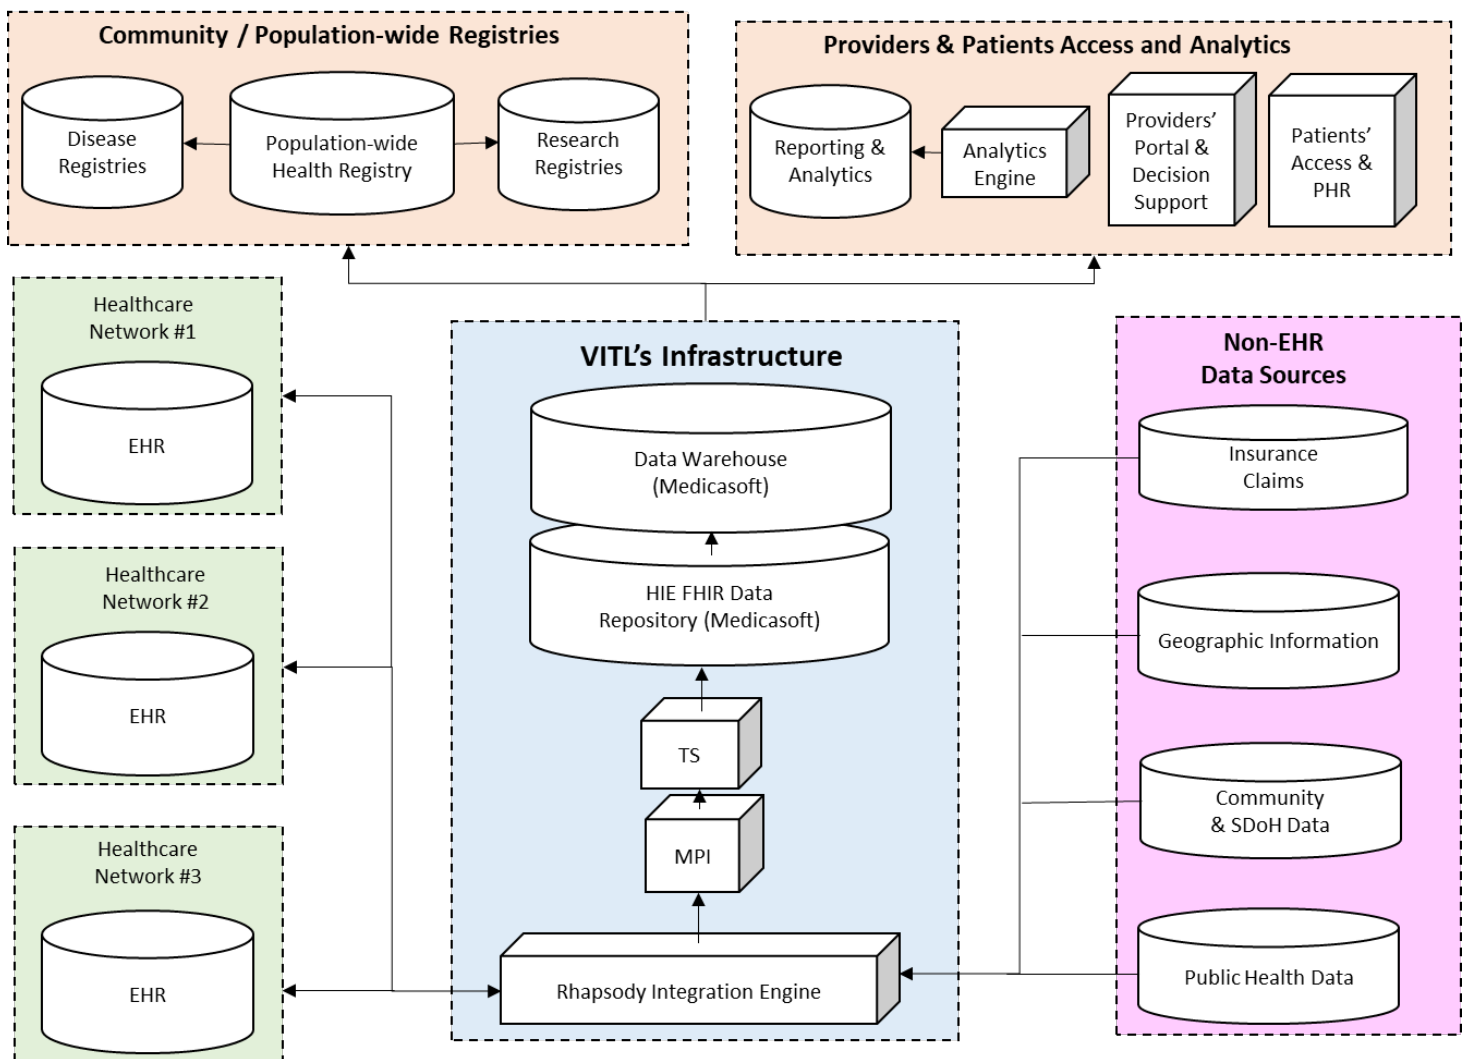 Community / Population-wide Registries
Disease
Registries
Population-wide
Health Registry
Research
Registries
Providers & Patients Access and Analytics
Reporting &
Analytics
Analytics
Engine
Providers’
Portal &
Decision
Support
Patients’
Access &
PHR
Healthcare
Network #1
EHR
Healthcare
Network #2
EHR
Healthcare
Network #3
EHR
VITL’s Infrastructure
Data Warehouse
(Medicasoft)
HIE FHIR Data
Repository (Medicasoft)
TS
MPI
Rhapsody Integration Engine
Non-EHR
Data Sources
Insurance
Claims
Geographic Information
Community
& SDoH Data
Public Health Data